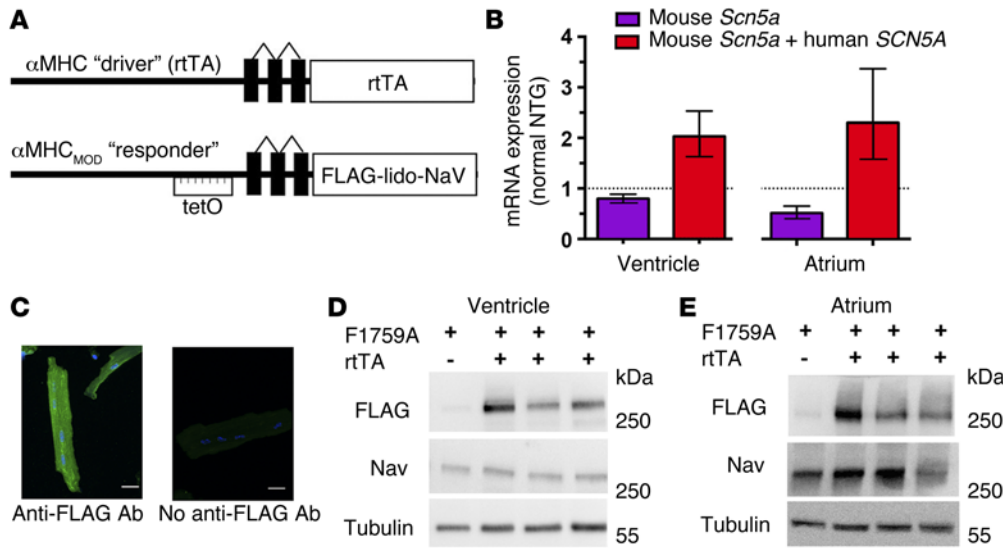 A
αMHC "driver" (rtTA)
rtTA
αMHCMOD "responder"
FLAG-lido-NaV
tetO
B
Mouse Scn5a
Mouse Scn5a + human SCN5A
mRNA expression
(normal NTG)
4
3
2
1
0
Ventricle
Atrium
C
Anti-FLAG Ab
No anti-FLAG Ab
D
Ventricle
F1759A + + + +
rtTA - + + +
kDa
FLAG
250
Nav
250
Tubulin
55
E
Atrium
F1759A + + + +
rtTA - + + +
kDa
FLAG
250
Nav
250
Tubulin
55